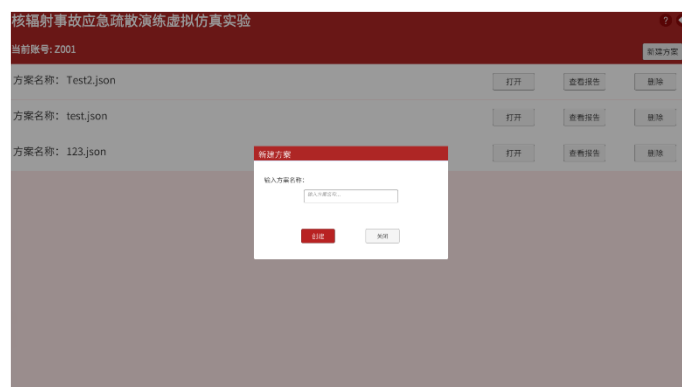 核辐射事故应急疏散演练虚拟仿真实验
?
当前账号: Z001
新建方案
方案名称: Test2.json
打开
查看报告
删除
方案名称: test.json
打开
查看报告
删除
方案名称: 123.json
打开
查看报告
删除
新建方案
输入方案名称:
输入方案名称...
创建
关闭